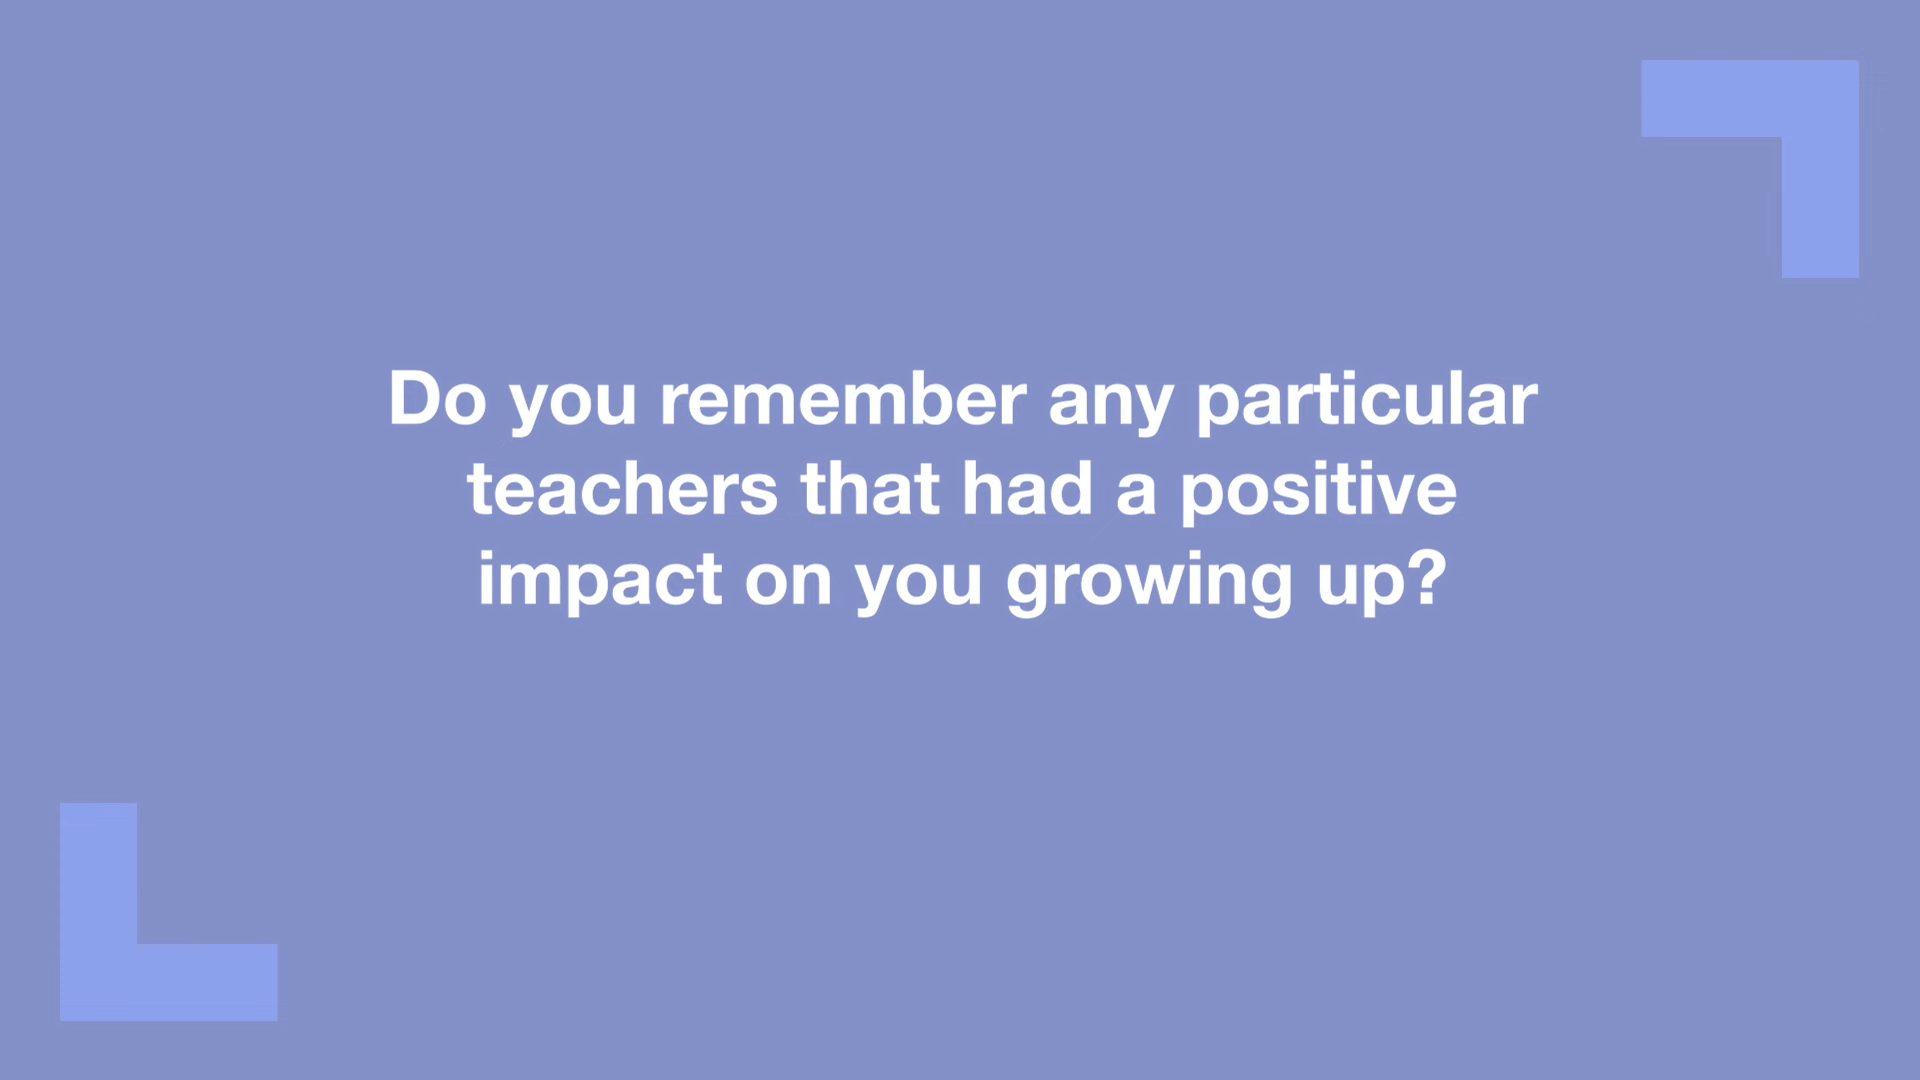 Do you remember any particular
teachers that had a positive
impact on you growing up?